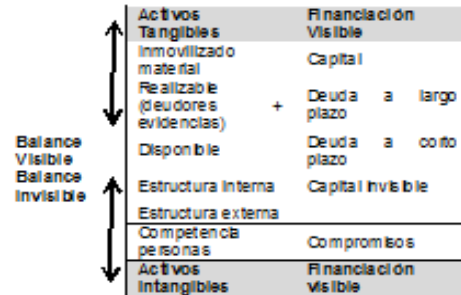 Activos Financiación
Tangibles Visible
Inmovilizado
material Capital
Realizable
(deudores + Deuda a largo
evidencias) plazo
Disponible Deuda a corto
plazo
Balance
Visible
Balance
Invisible
Estructura Interna Capital Invisible
Estructura externa
Competencia
personas Compromisos
Activos Financiación
Intangibles visible